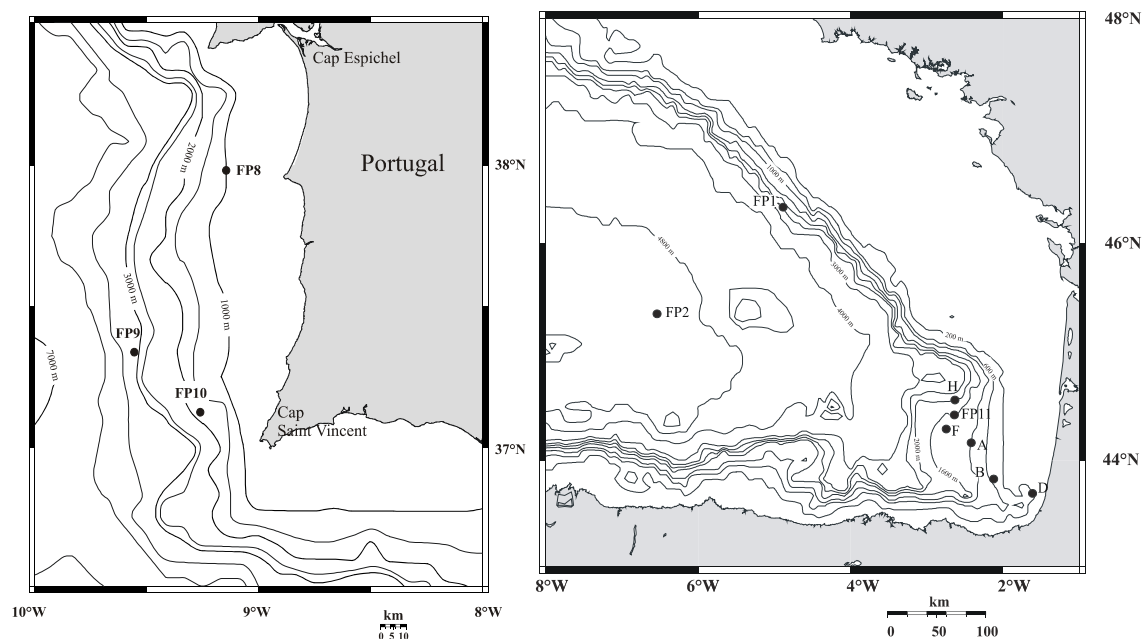 Cap Espichel
Portugal
2000 m
FP8
38°N
3000 m
1000 m
FP9
7000 m
FP10
Cap
Saint Vincent
37°N
10°W
9°W
8°W
km
0 5 10
48°N
1000 m
FP1
46°N
4800 m
3000 m
FP2
4000 m
200 m
600 m
H
FP11
F
A
2000 m
1600 m
B
D
44°N
8°W
6°W
4°W
2°W
km
0 50 100